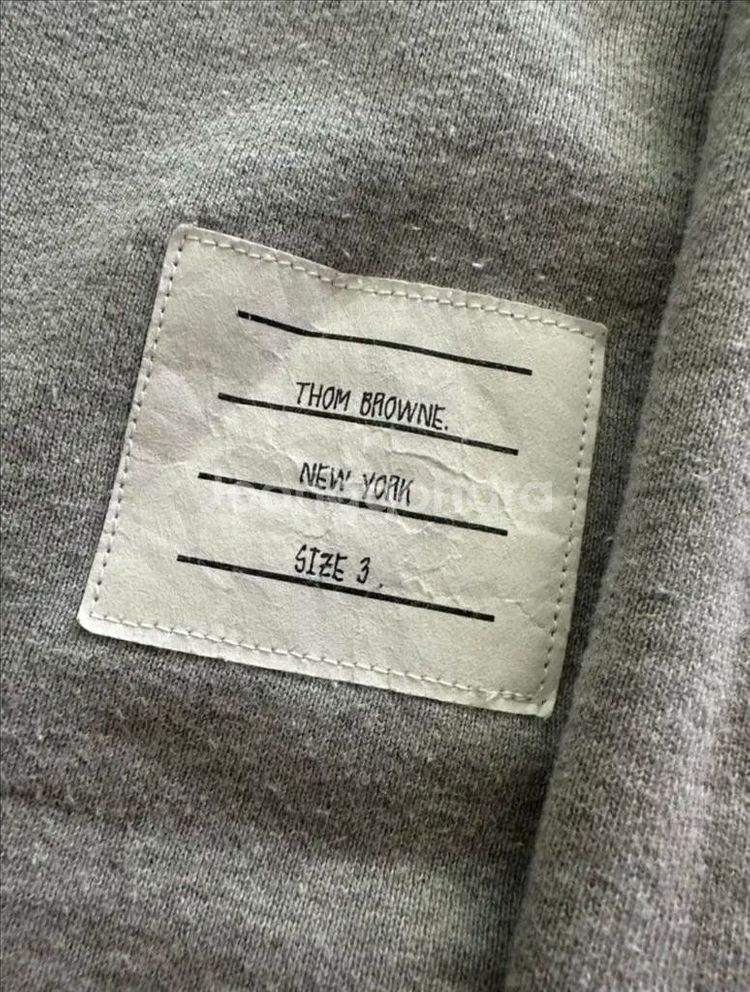 THOM BROWNE.
NEW YORK
SIZE 3.